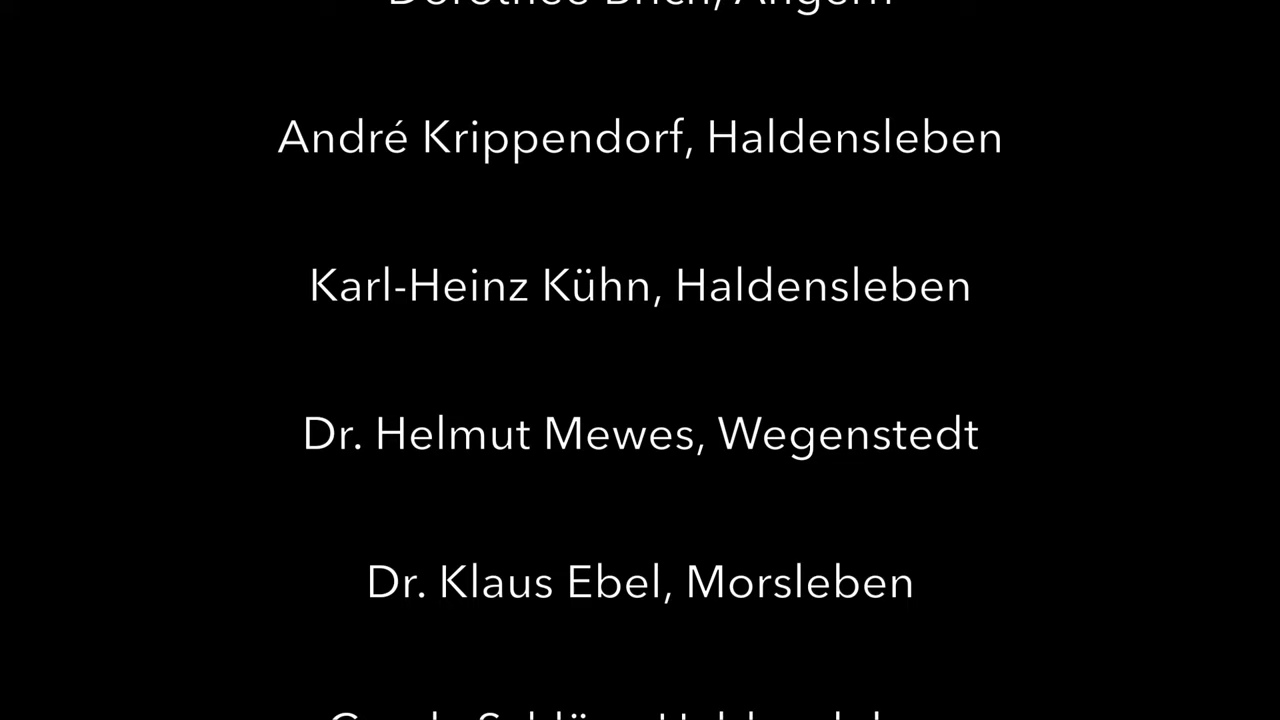 André Krippendorf, Haldensleben
Karl-Heinz Kühn, Haldensleben
Dr. Helmut Mewes, Wegenstedt
Dr. Klaus Ebel, Morsleben